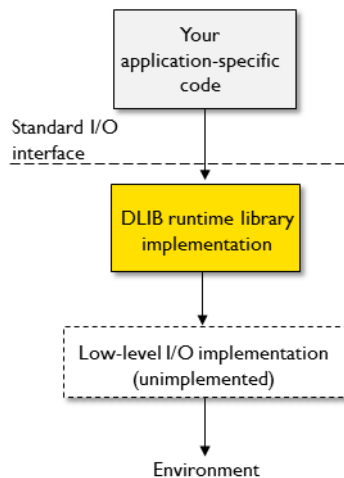 Your
application-specific
code
Standard I/O
interface
DLIB runtime library
implementation
Low-level I/O implementation
(unimplemented)
Environment